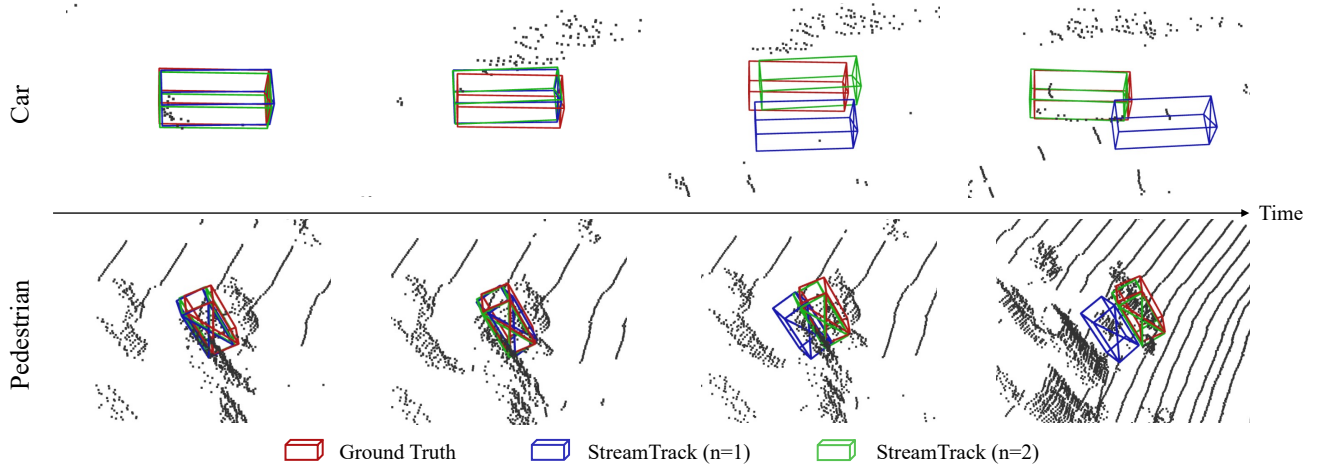 Car
Time
Pedestrian
Ground Truth
StreamTrack (n=1)
StreamTrack (n=2)